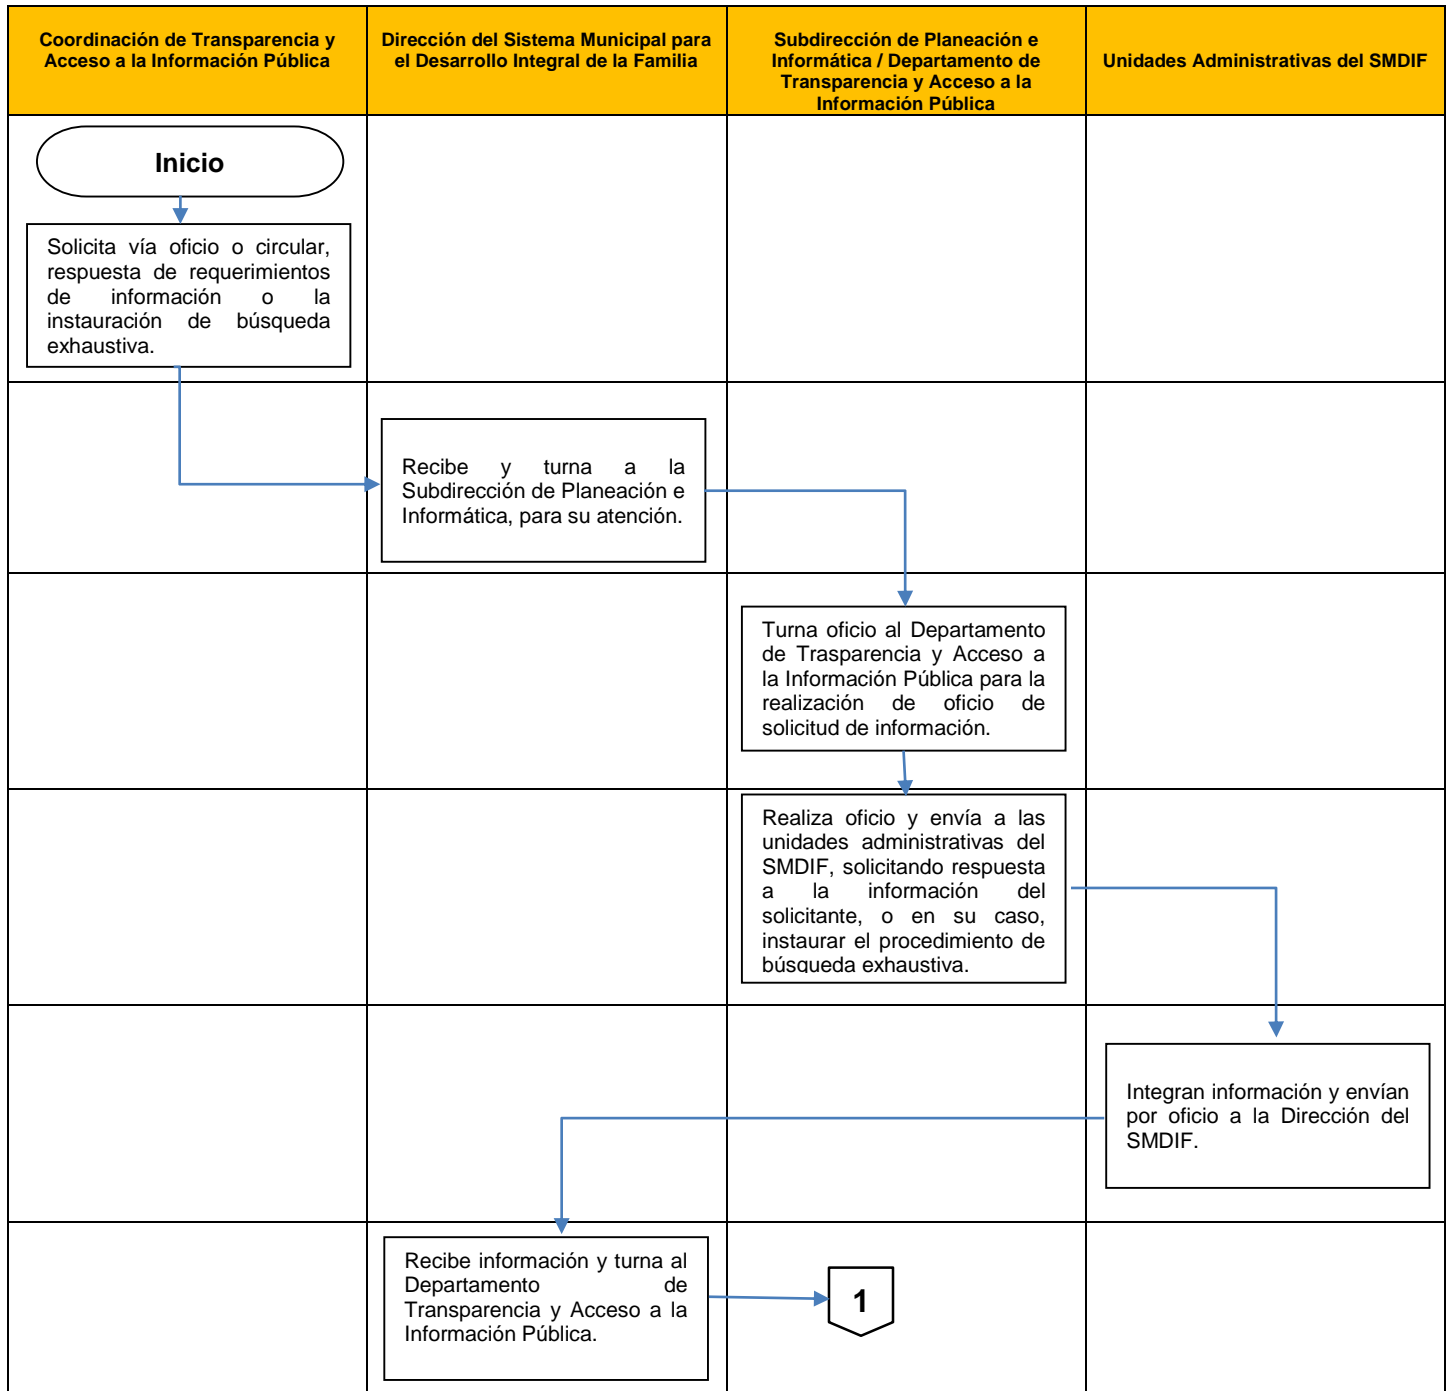 Coordinación de Transparencia y
Acceso a la Información Pública
Dirección del Sistema Municipal para
el Desarrollo Integral de la Familia
Subdirección de Planeación e
Informática / Departamento de
Transparencia y Acceso a la
Información Pública
Unidades Administrativas del SMDIF
Inicio
Solicita vía oficio o circular,
respuesta de requerimientos
de información o la
instauración de búsqueda
exhaustiva.
Recibe y turna a la
Subdirección de Planeación e
Informática, para su atención.
Turna oficio al Departamento
de Trasparencia y Acceso a
la Información Pública para la
realización de oficio de
solicitud de información.
Realiza oficio y envía a las
unidades administrativas del
SMDIF, solicitando respuesta
a la información del
solicitante, o en su caso,
instaurar el procedimiento de
búsqueda exhaustiva.
Integran información y envían
por oficio a la Dirección del
SMDIF.
Recibe información y turna al
Departamento de
Transparencia y Acceso a la
Información Pública.
1